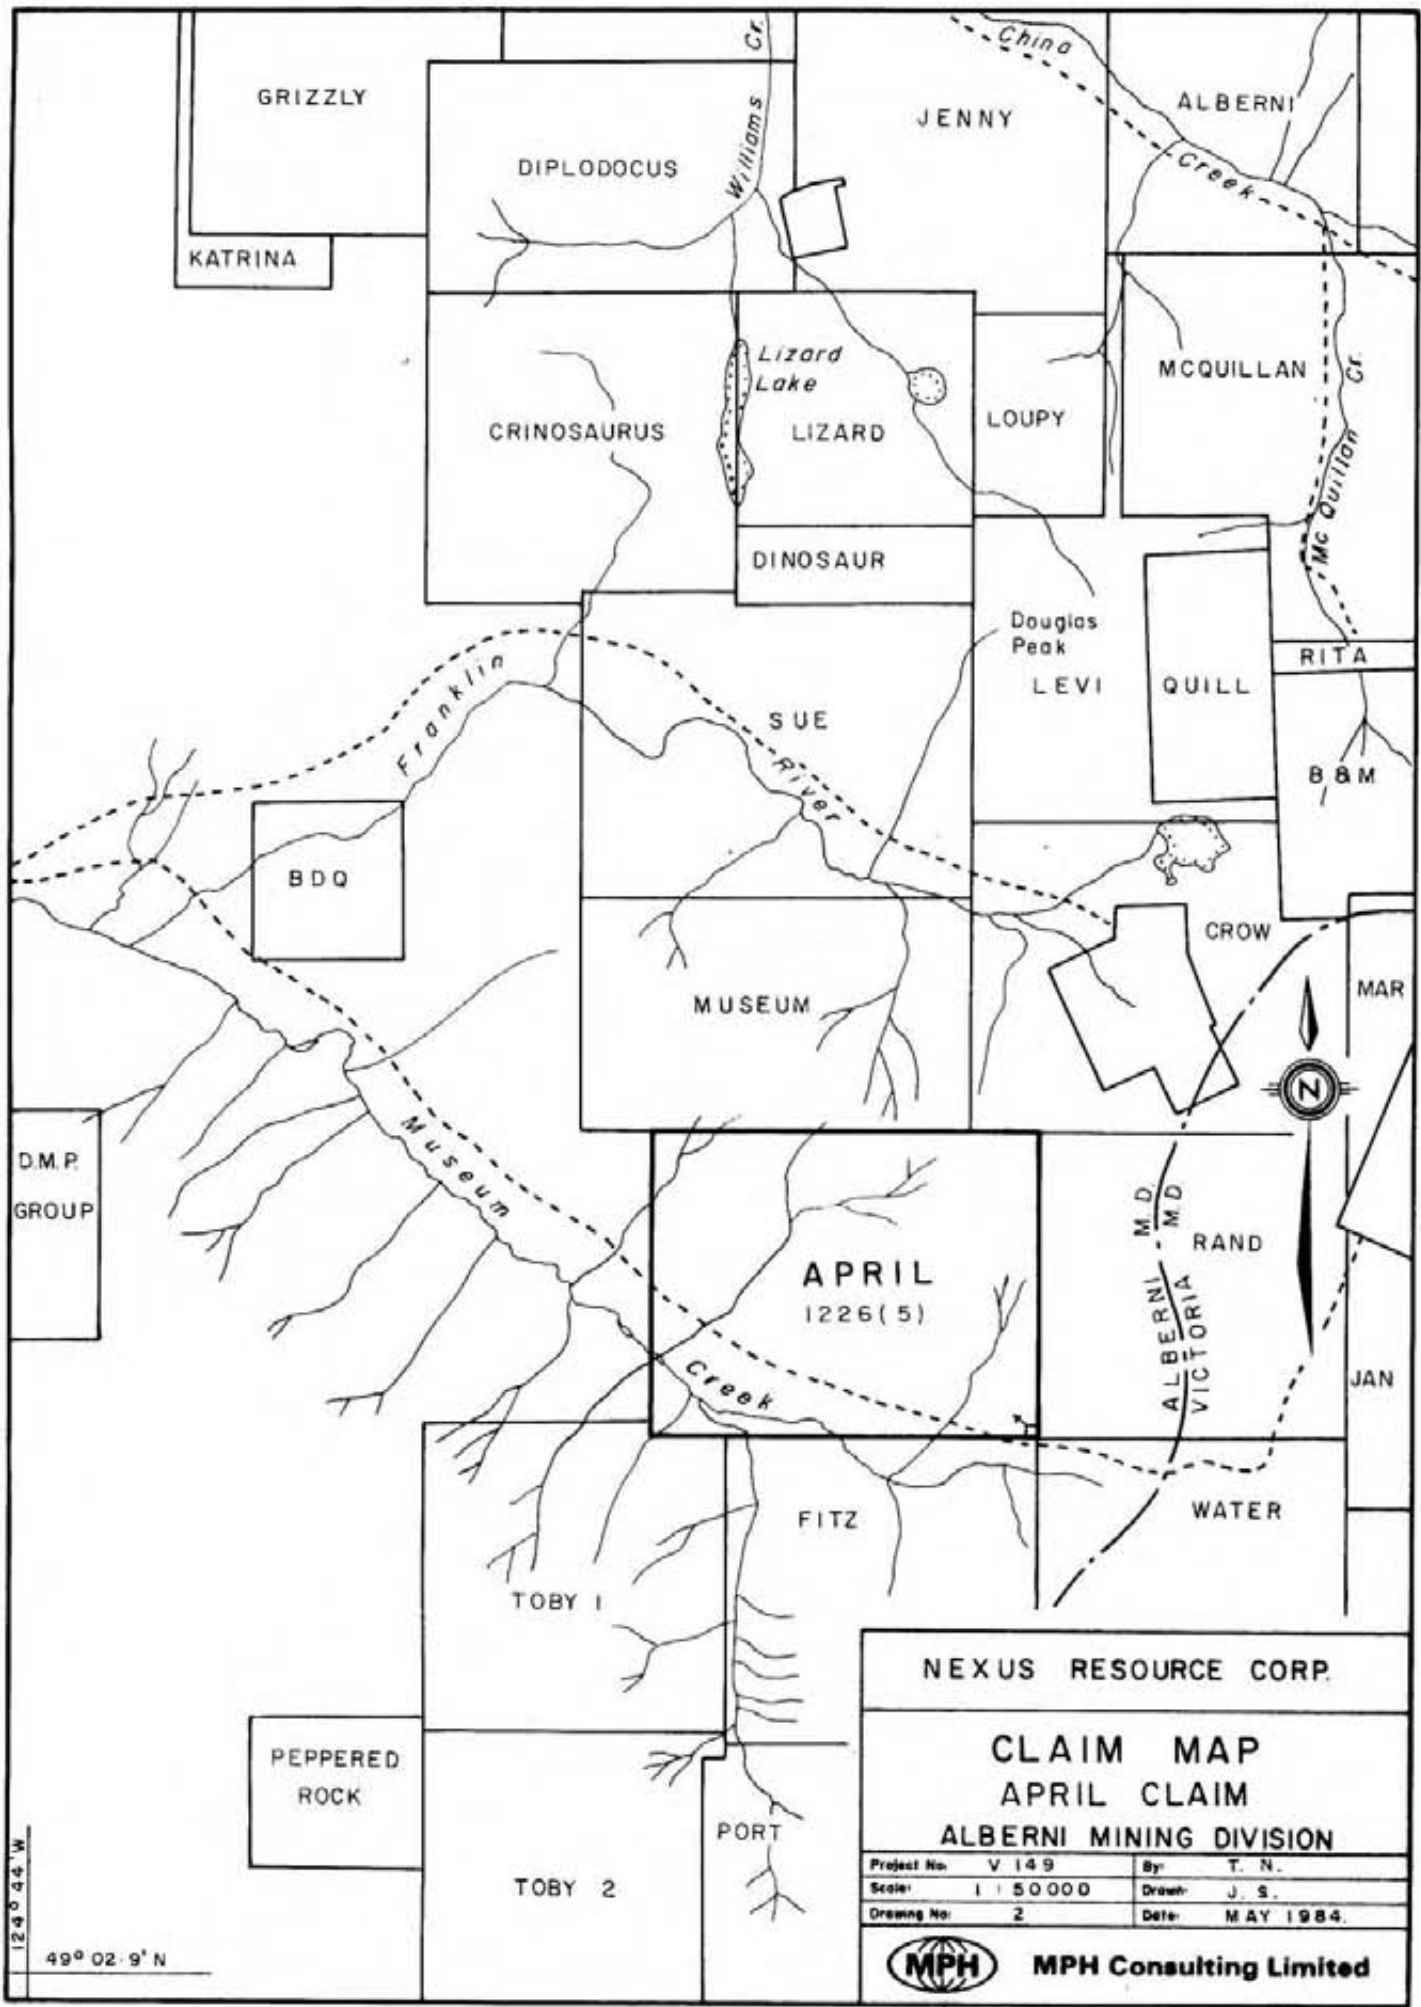 GRIZZLY
DIPLODOCUS
Williams Cr.
JENNY
China Creek
ALBERNI
KATRINA
Lizard
Lake
MCQUILLAN
CRINOSAURUS
LIZARD
LOUPY
Mc Quillan Cr.
DINOSAUR
Douglas
Peak
LEVI
QUILL
RITA
Franklin River
SUE
B & M
BDQ
CROW
MUSEUM
MAR
N
D.M.P.
GROUP
Museum Creek
APRIL
1226(5)
ALBERNI M.D.
VICTORIA M.D
RAND
JAN
FITZ
WATER
TOBY 1
PEPPERED
ROCK
PORT
TOBY 2
124° 44' W
49° 02·9' N
NEXUS RESOURCE CORP.
CLAIM MAP
APRIL CLAIM
ALBERNI MINING DIVISION
Project No: V 149 By: T. N.
Scale: 1 : 50000 Drawn: J. S.
Drawing No: 2 Date: MAY 1984.
MPH MPH Consulting Limited